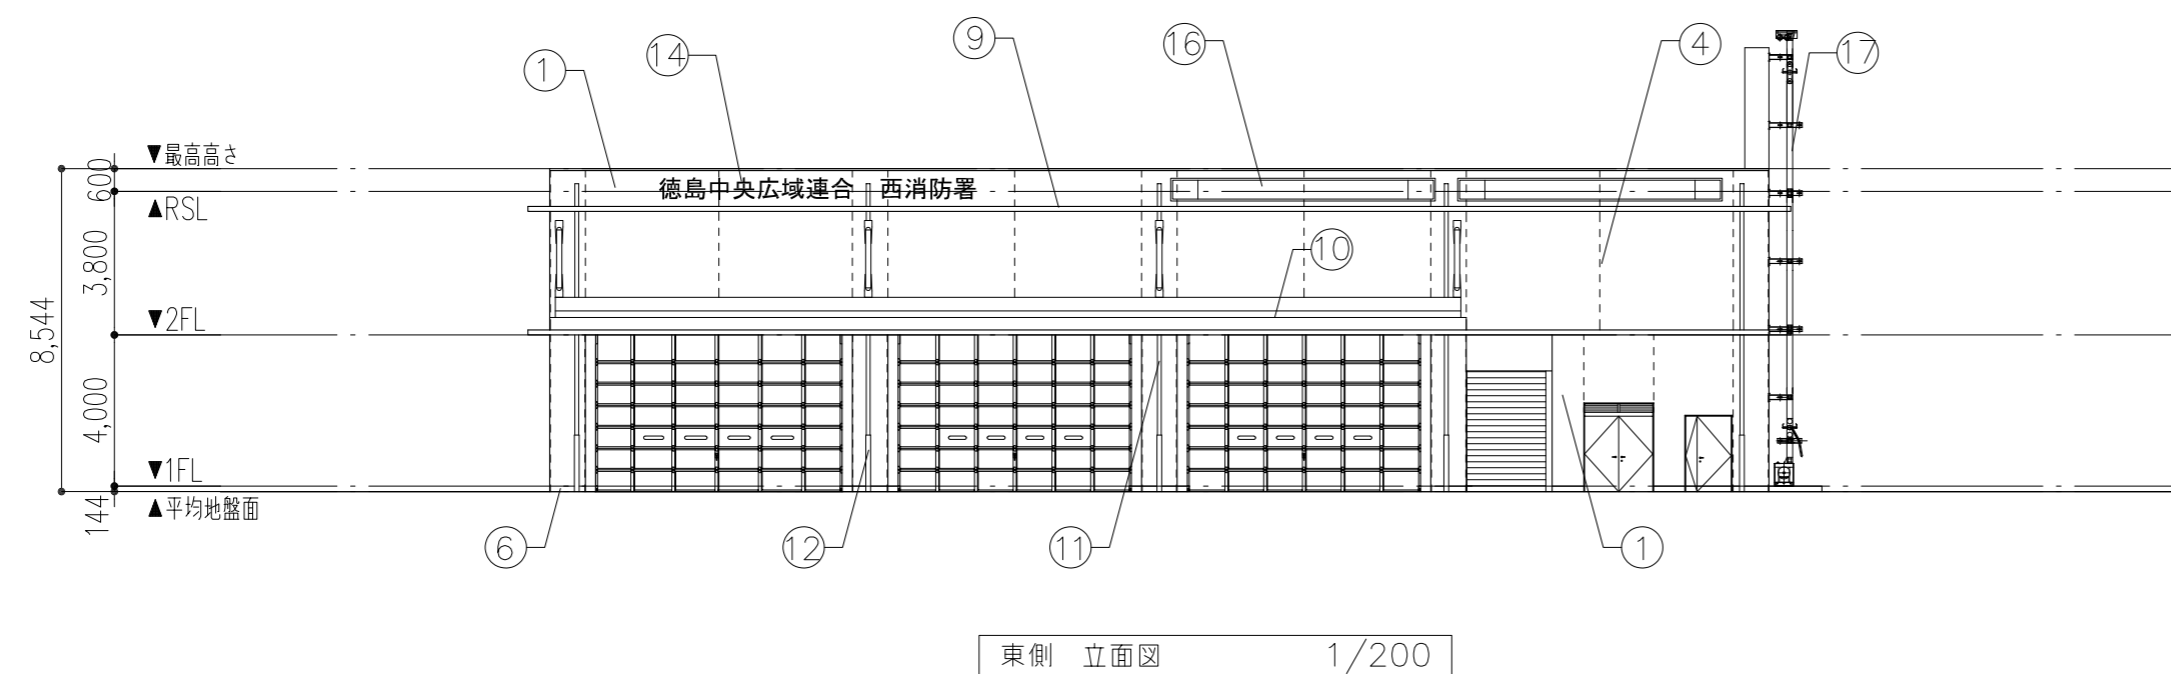 ⑨
⑯
④
⑭
⑰
①
▼最高高さ
600
徳島中央広域連合 西消防署
▲RSL
⑩
3,800
▼2FL
8,544
4,000
▼1FL
▲平均地盤面
144
⑥
⑫
⑪
①
東側 立面図 1/200